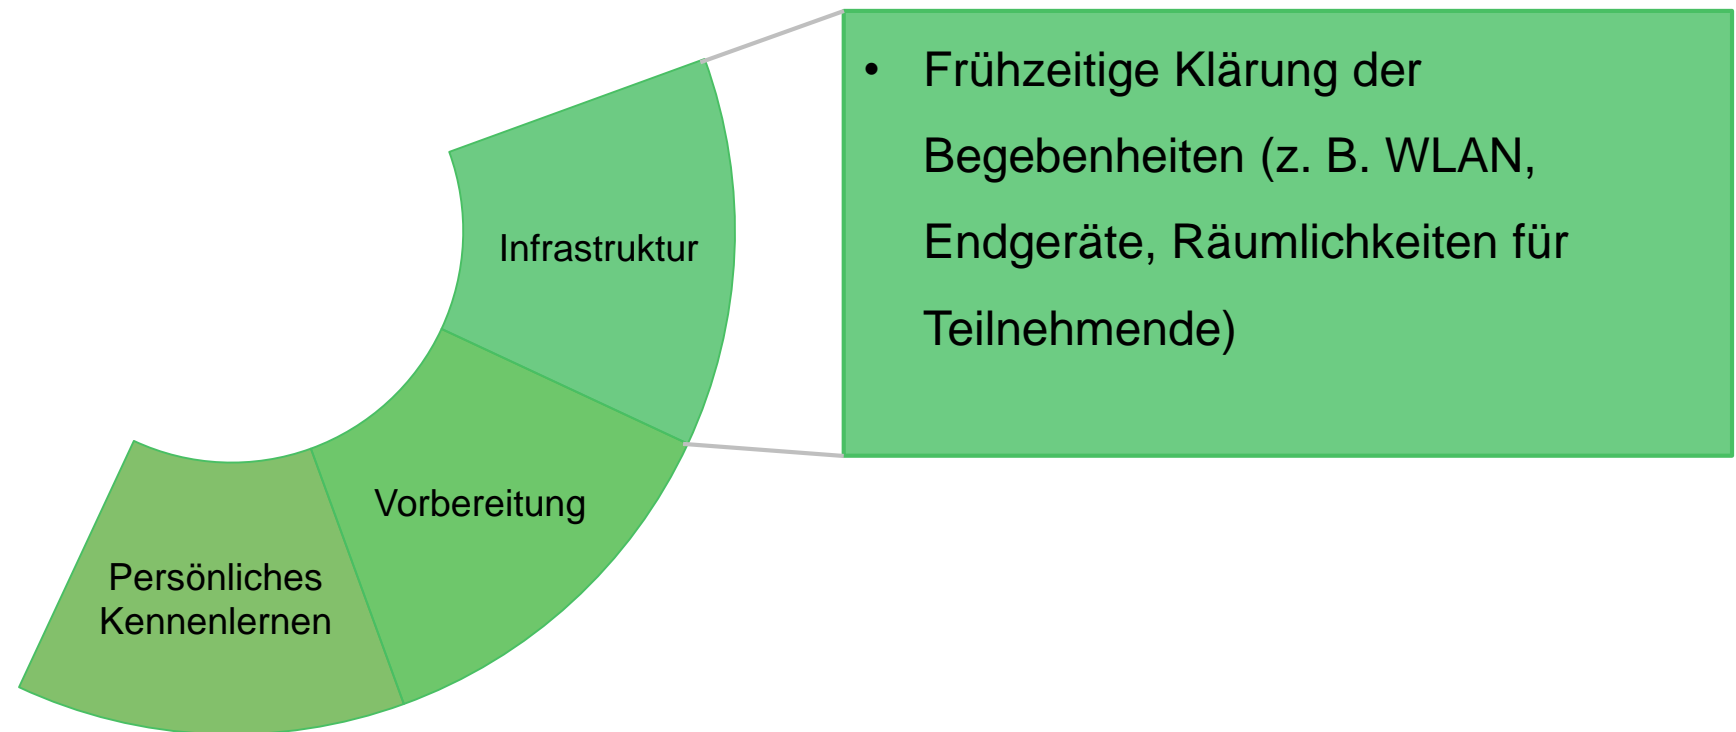 Infrastruktur
Vorbereitung
Persönliches
Kennenlernen
• Frühzeitige Klärung der
Begebenheiten (z. B. WLAN,
Endgeräte, Räumlichkeiten für
Teilnehmende)